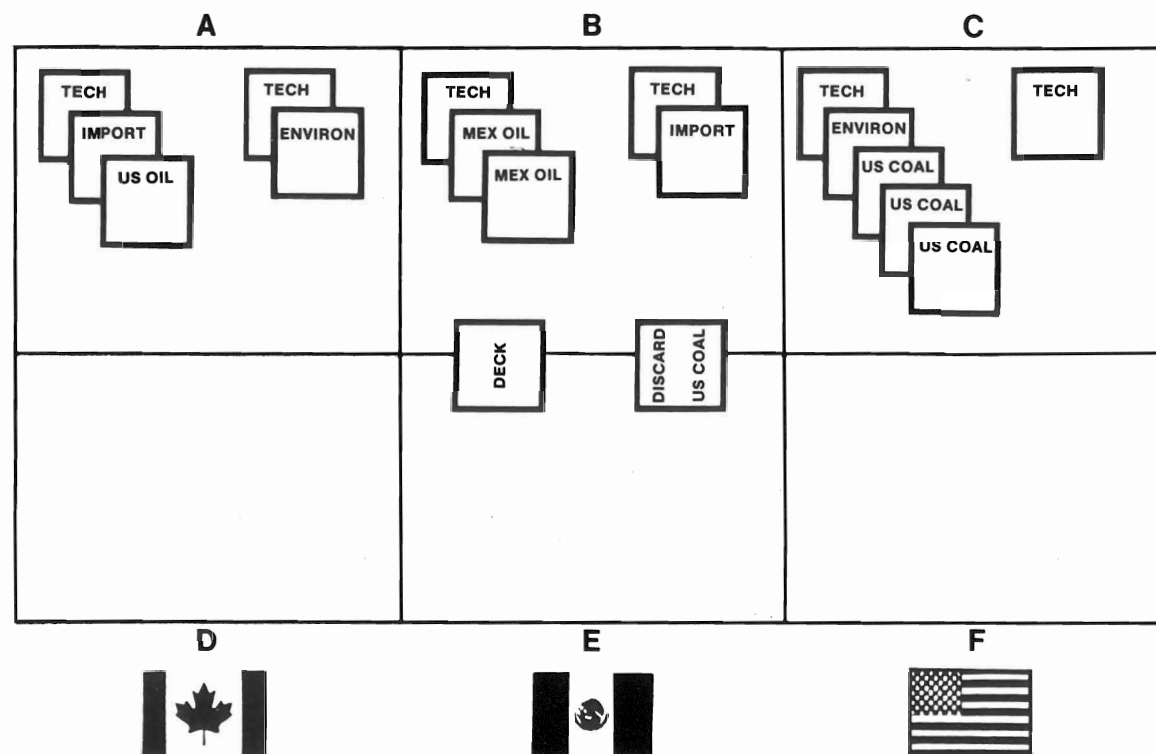 A
B
C
TECH
IMPORT
US OIL
TECH
ENVIRON
TECH
MEX OIL
MEX OIL
TECH
IMPORT
TECH
ENVIRON
US COAL
US COAL
US COAL
TECH
DECK
DISCARD
US COAL
D
E
F